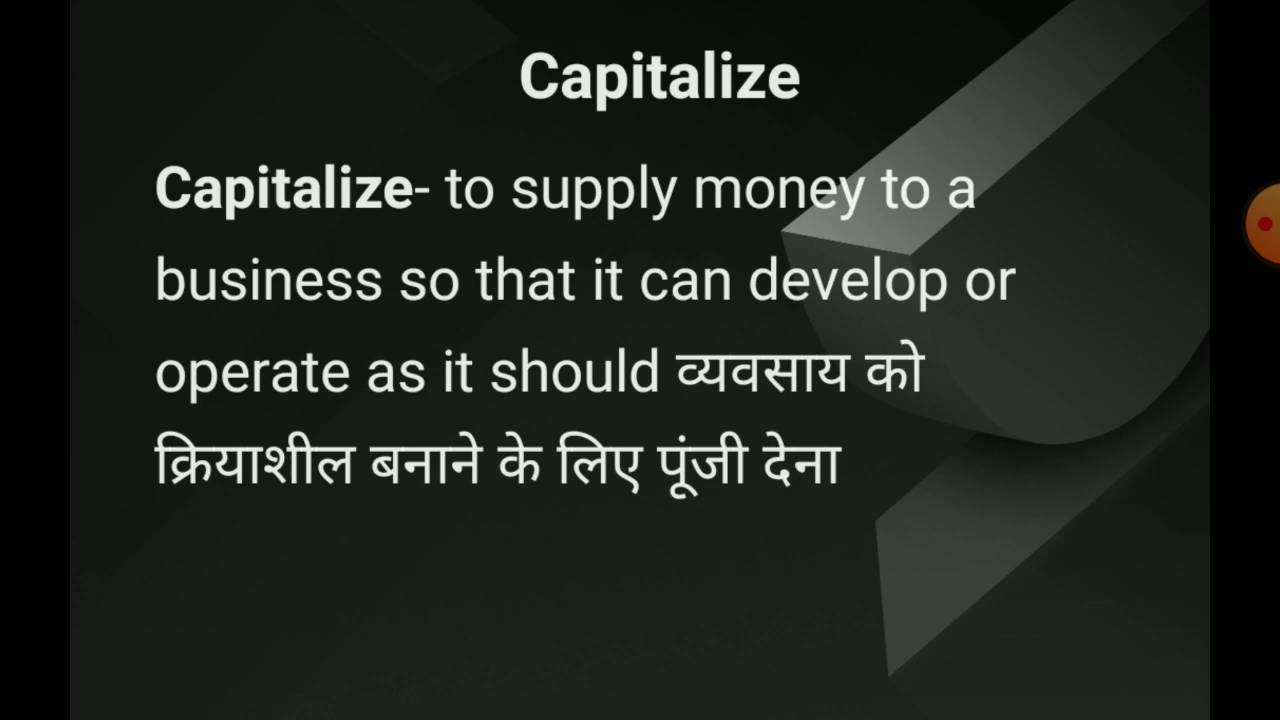 Capitalize
Capitalize- to supply money to a
business so that it can develop or
operate as it should व्यवसाय को
क्रियाशील बनाने के लिए पूंजी देना